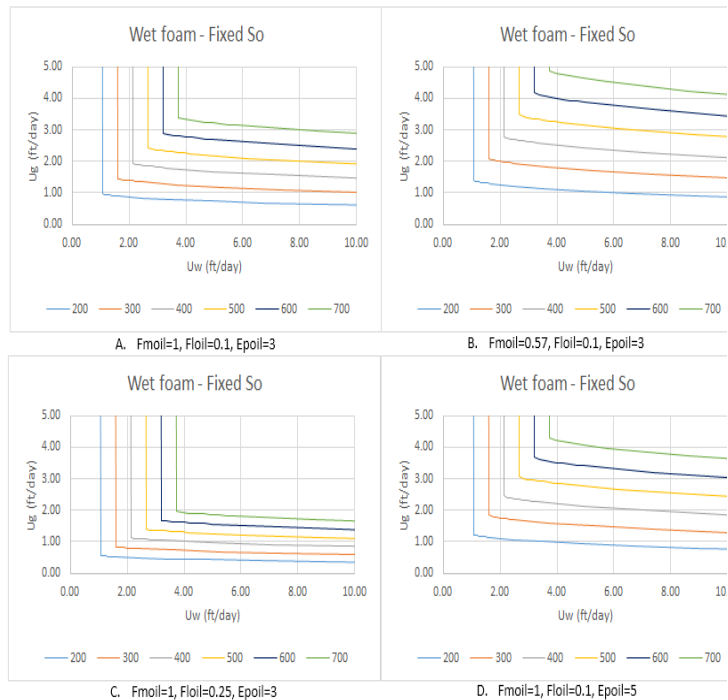 Wet foam - Fixed So
5.00
4.00
3.00
2.00
1.00
0.00
Ug (ft/day)
0.00 2.00 4.00 6.00 8.00 10.00
Uw (ft/day)
200 300 400 500 600 700
A. Fmoil=1, Floil=0.1, Epoil=3
Wet foam - Fixed So
5.00
4.00
3.00
2.00
1.00
0.00
Ug (ft/day)
0.00 2.00 4.00 6.00 8.00 10.0
Uw (ft/day)
200 300 400 500 600 700
B. Fmoil=0.57, Floil=0.1, Epoil=3
Wet foam - Fixed So
5.00
4.00
3.00
2.00
1.00
0.00
Ug (ft/day)
0.00 2.00 4.00 6.00 8.00 10.00
Uw (ft/day)
200 300 400 500 600 700
C. Fmoil=1, Floil=0.25, Epoil=3
Wet foam - Fixed So
5.00
4.00
3.00
2.00
1.00
0.00
Ug (ft/day)
0.00 2.00 4.00 6.00 8.00 10.0
Uw (ft/day)
200 300 400 500 600 700
D. Fmoil=1, Floil=0.1, Epoil=5